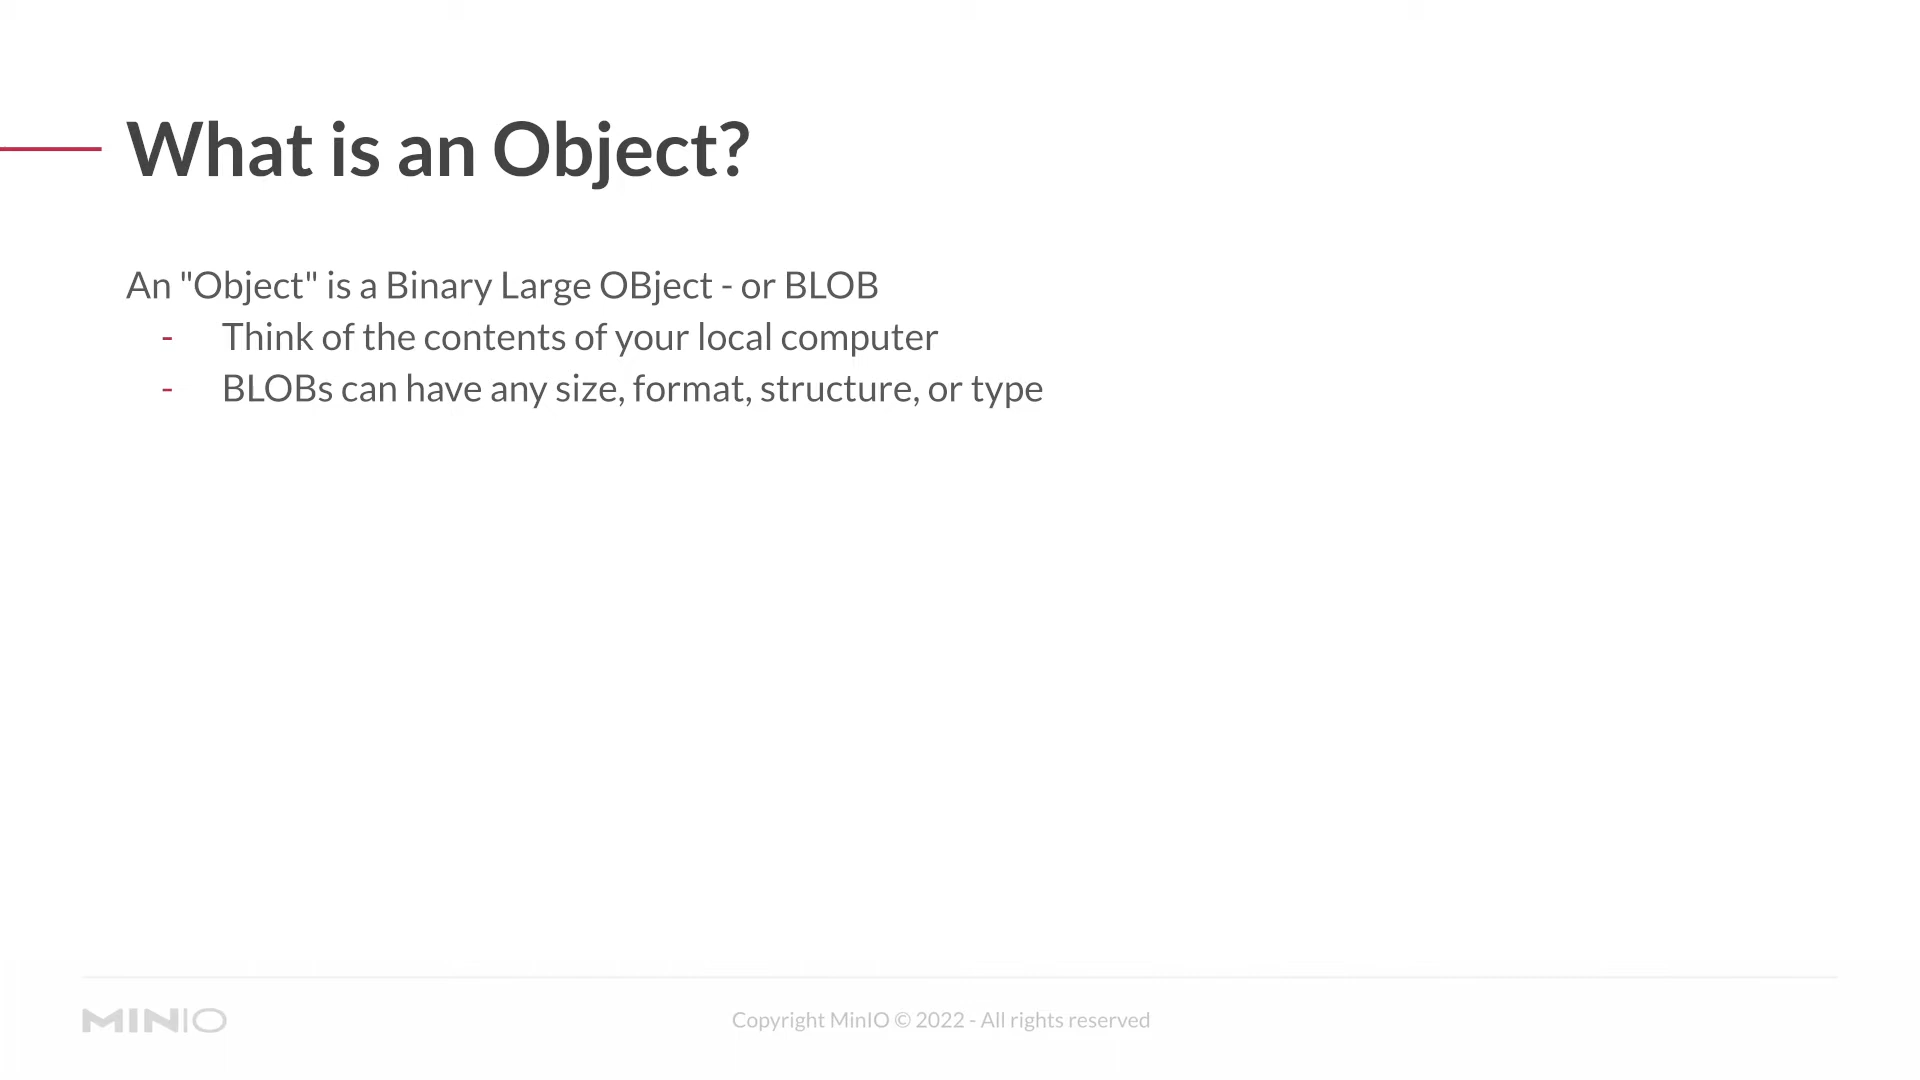 What is an Object?
An "Object" is a Binary Large OBject - or BLOB
- Think of the contents of your local computer
- BLOBs can have any size, format, structure, or type
MINIO
Copyright MinIO © 2022 - All rights reserved